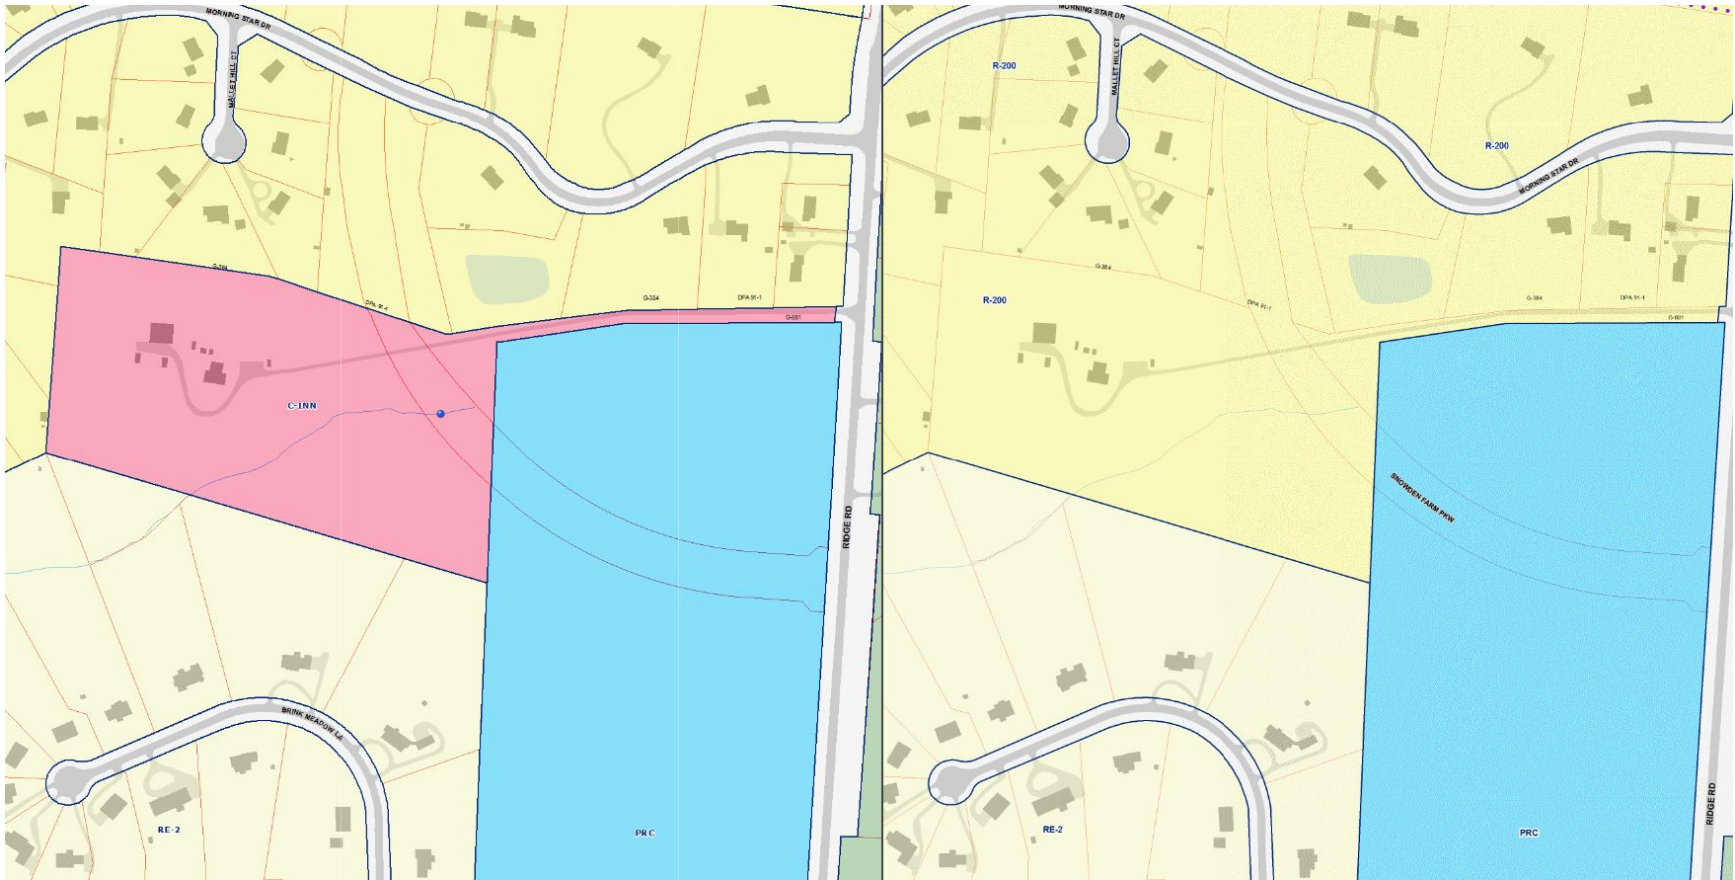 MORNING STAR DR
MALLET HILL CT
G-384
DPA 91-1
G-384
DPA 91-1
G-881
C-INN
RIDGE RD
BRINK MEADOW LA
RE-2
PRC
MORNING STAR DR
MALLET HILL CT
R-200
R-200
MORNING STAR DR
G-384
R-200
DPA 91-1
G-384
DPA 91-1
G-881
SNOWDEN FARM PKW
RIDGE RD
RE-2
PRC